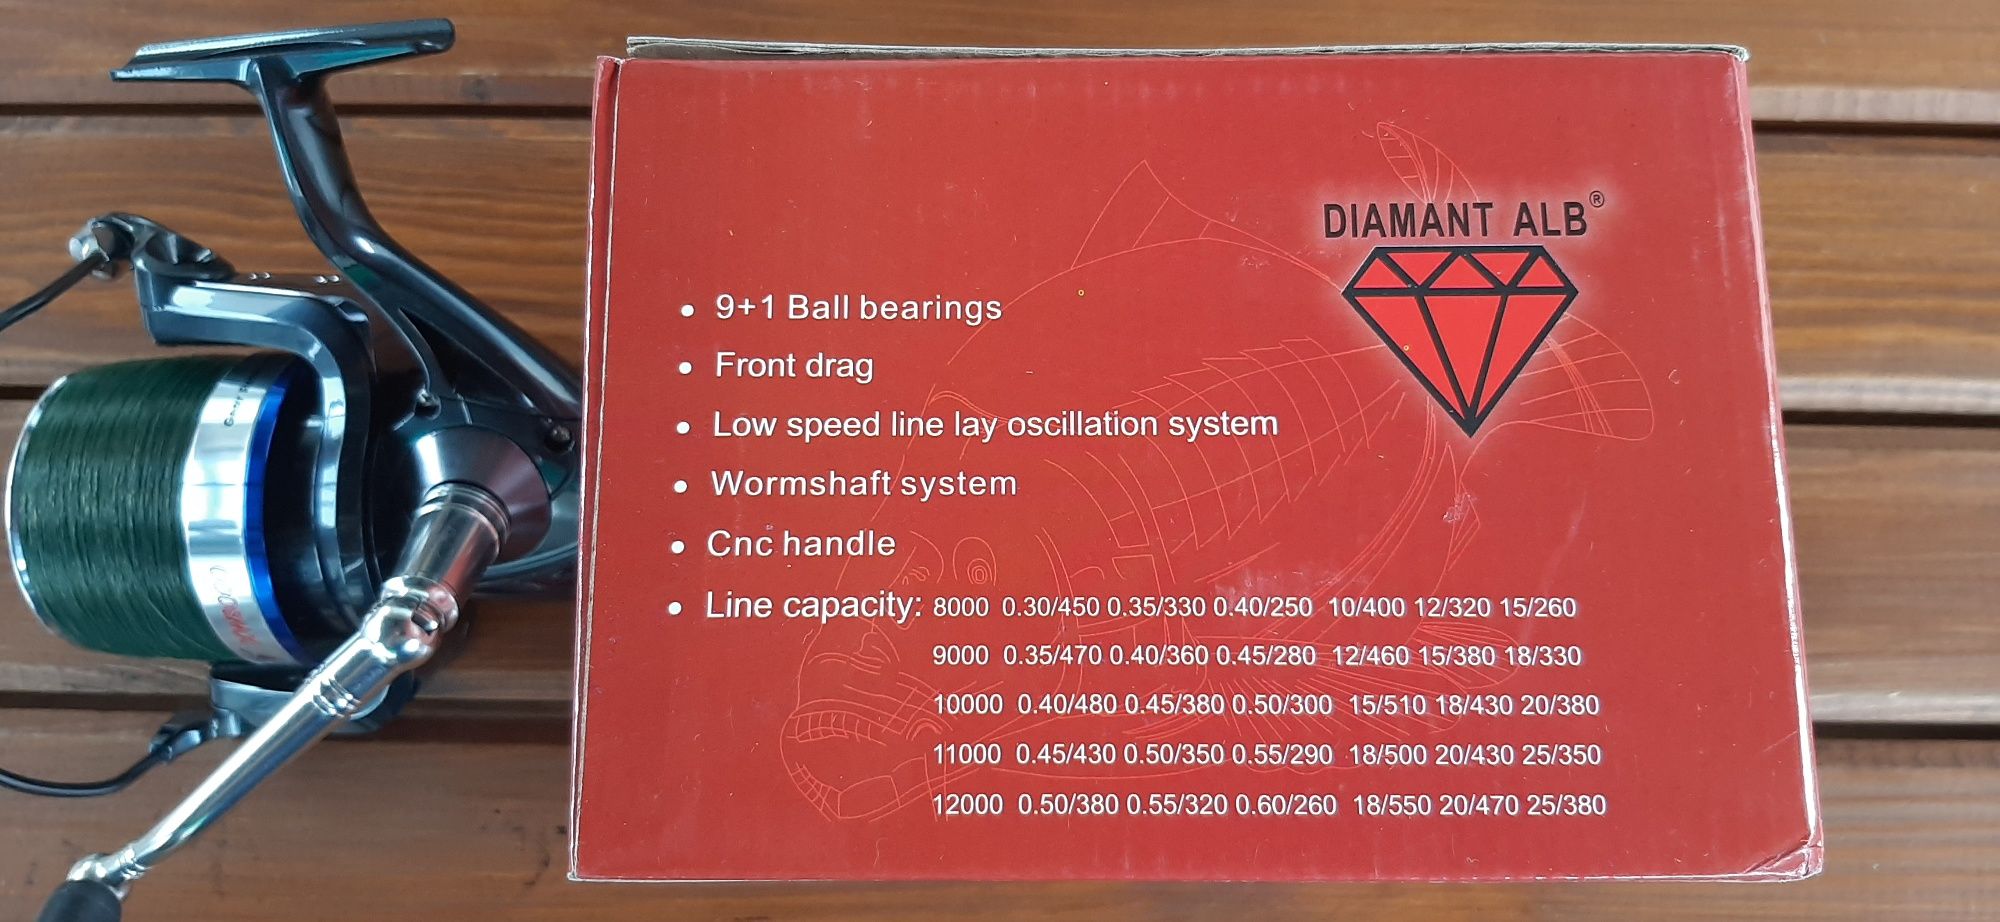 DIAMANT ALB®
• 9+1 Ball bearings
• Front drag
• Low speed line lay oscillation system
• Wormshaft system
• Cnc handle
• Line capacity: 8000 0.30/450 0.35/330 0.40/250 10/400 12/320 15/260
9000 0.35/470 0.40/360 0.45/280 12/460 15/380 18/330
10000 0.40/480 0.45/380 0.50/300 15/510 18/430 20/380
11000 0.45/430 0.50/350 0.55/290 18/500 20/430 25/350
12000 0.50/380 0.55/320 0.60/260 18/550 20/470 25/380